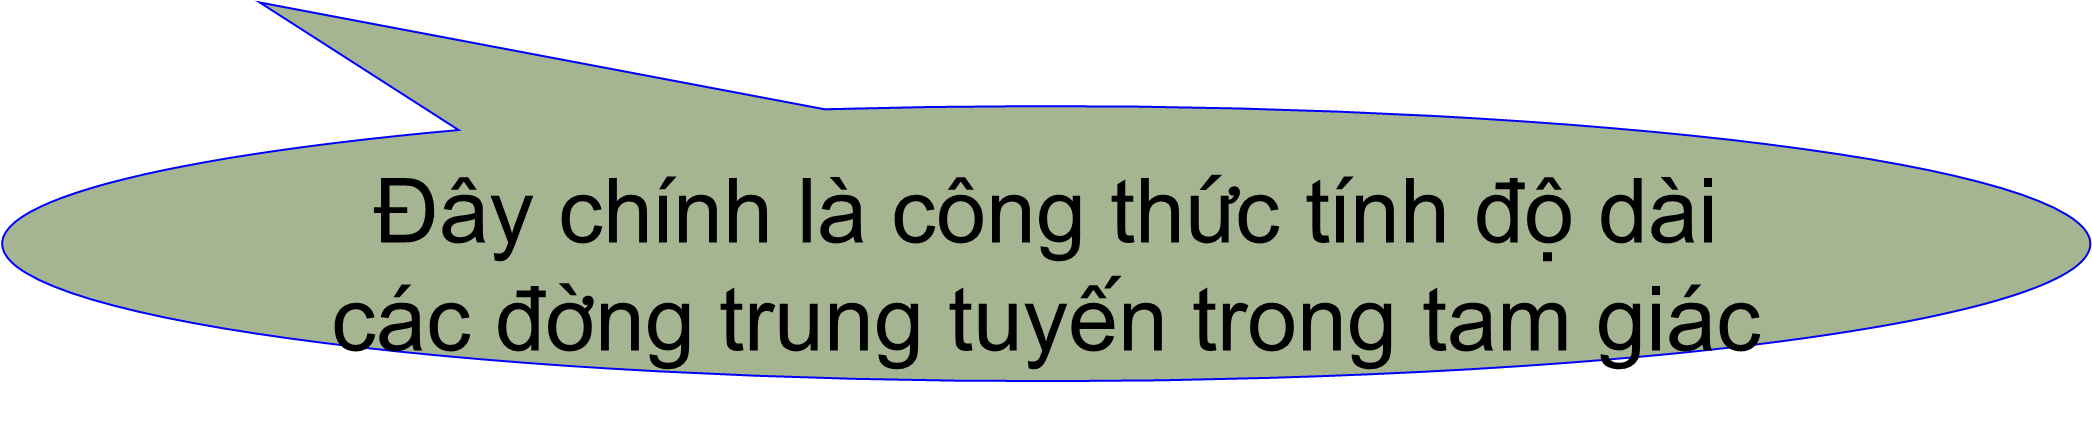 Đây chính là công thức tính độ dài
các đờng trung tuyến trong tam giác